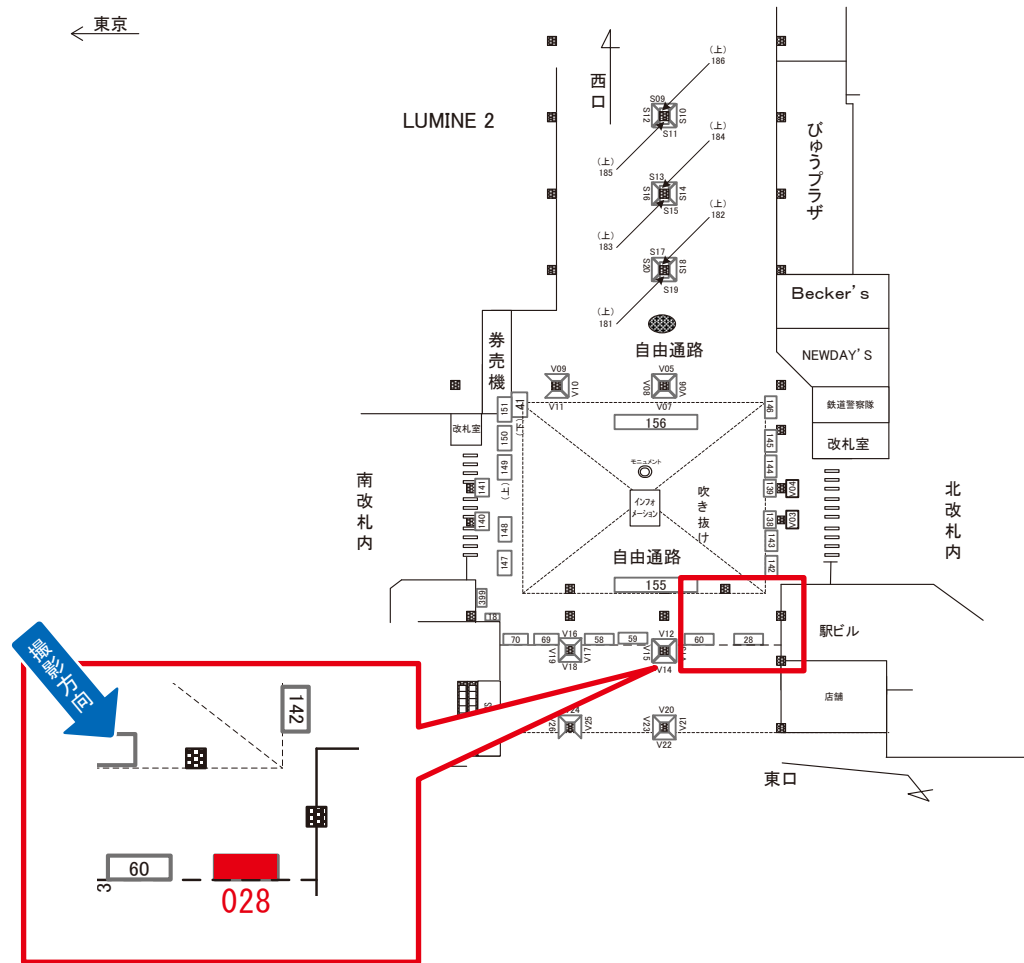 東京
LUMINE 2
西口
(上)
186
S09
S10
S11
S12
(上)
185
(上)
184
S13
S14
S15
S16
(上)
183
(上)
182
S17
S18
S19
S20
(上)
181
びゅうプラザ
Becker's
NEWDAY'S
鉄道警察隊
改札室
自由通路
券売機
V09
V10
V11
V05
V06
V07
V08
151
41
(下)
150
149
(上)
148
147
改札室
141
140
南改札内
156
モニュメント
インフォ
メーション
吹き抜け
自由通路
155
146
145
144
139
V04
138
V03
143
142
北改札内
399
18
70
69
V16
V17
V18
V19
58
59
V12
V14
V15
60
28
駅ビル
店舗
V25
V20
V21
V22
V23
東口
撮影方向
142
60
3
028